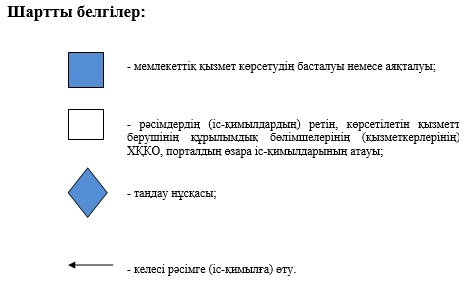 Шартты белгілер:
- мемлекеттік қызмет көрсетудің басталуы немесе аяқталуы;
- рәсімдердің (іс-қимылдардың) ретін, көрсетілетін қызметт
берушінің құрылымдық бөлімшелерінің (қызметкерлерінің)
ХҚКО, порталдың өзара іс-қимылдарының атауы;
- таңдау нұсқасы;
- келесі рәсімге (іс-қимылға) өту.